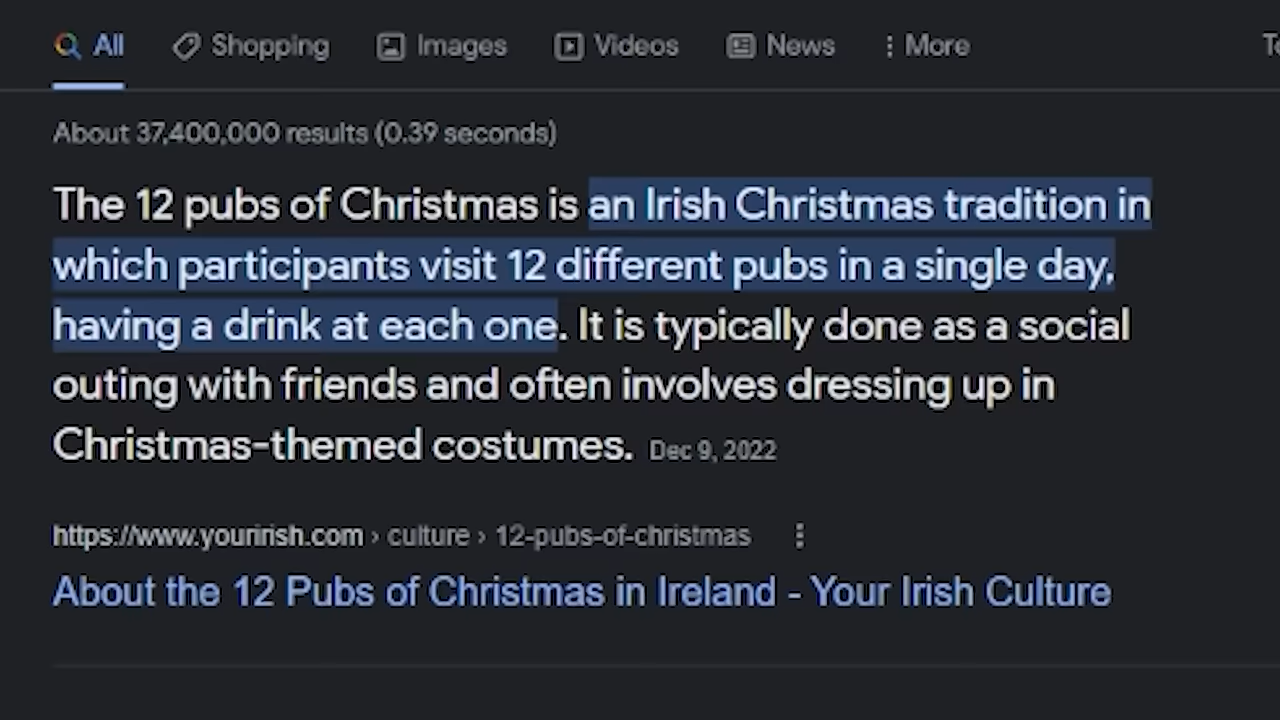 All Shopping Images Videos News More
About 37,400,000 results (0.39 seconds)
The 12 pubs of Christmas is an Irish Christmas tradition in
which participants visit 12 different pubs in a single day,
having a drink at each one. It is typically done as a social
outing with friends and often involves dressing up in
Christmas-themed costumes. Dec 9, 2022
https://www.yourirish.com › culture › 12-pubs-of-christmas
About the 12 Pubs of Christmas in Ireland - Your Irish Culture